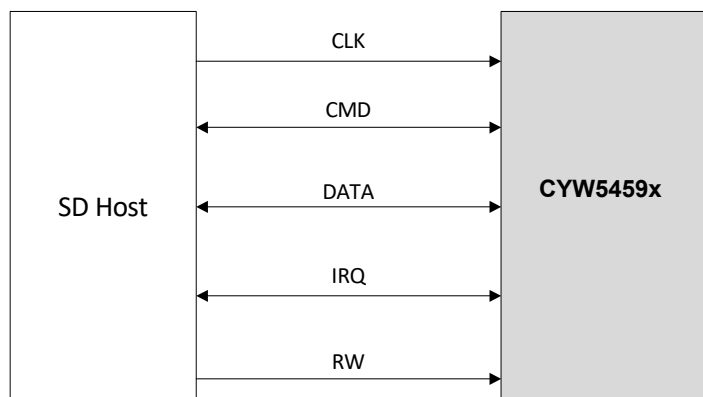 CLK
CMD
SD Host
DATA
CYW5459x
IRQ
RW